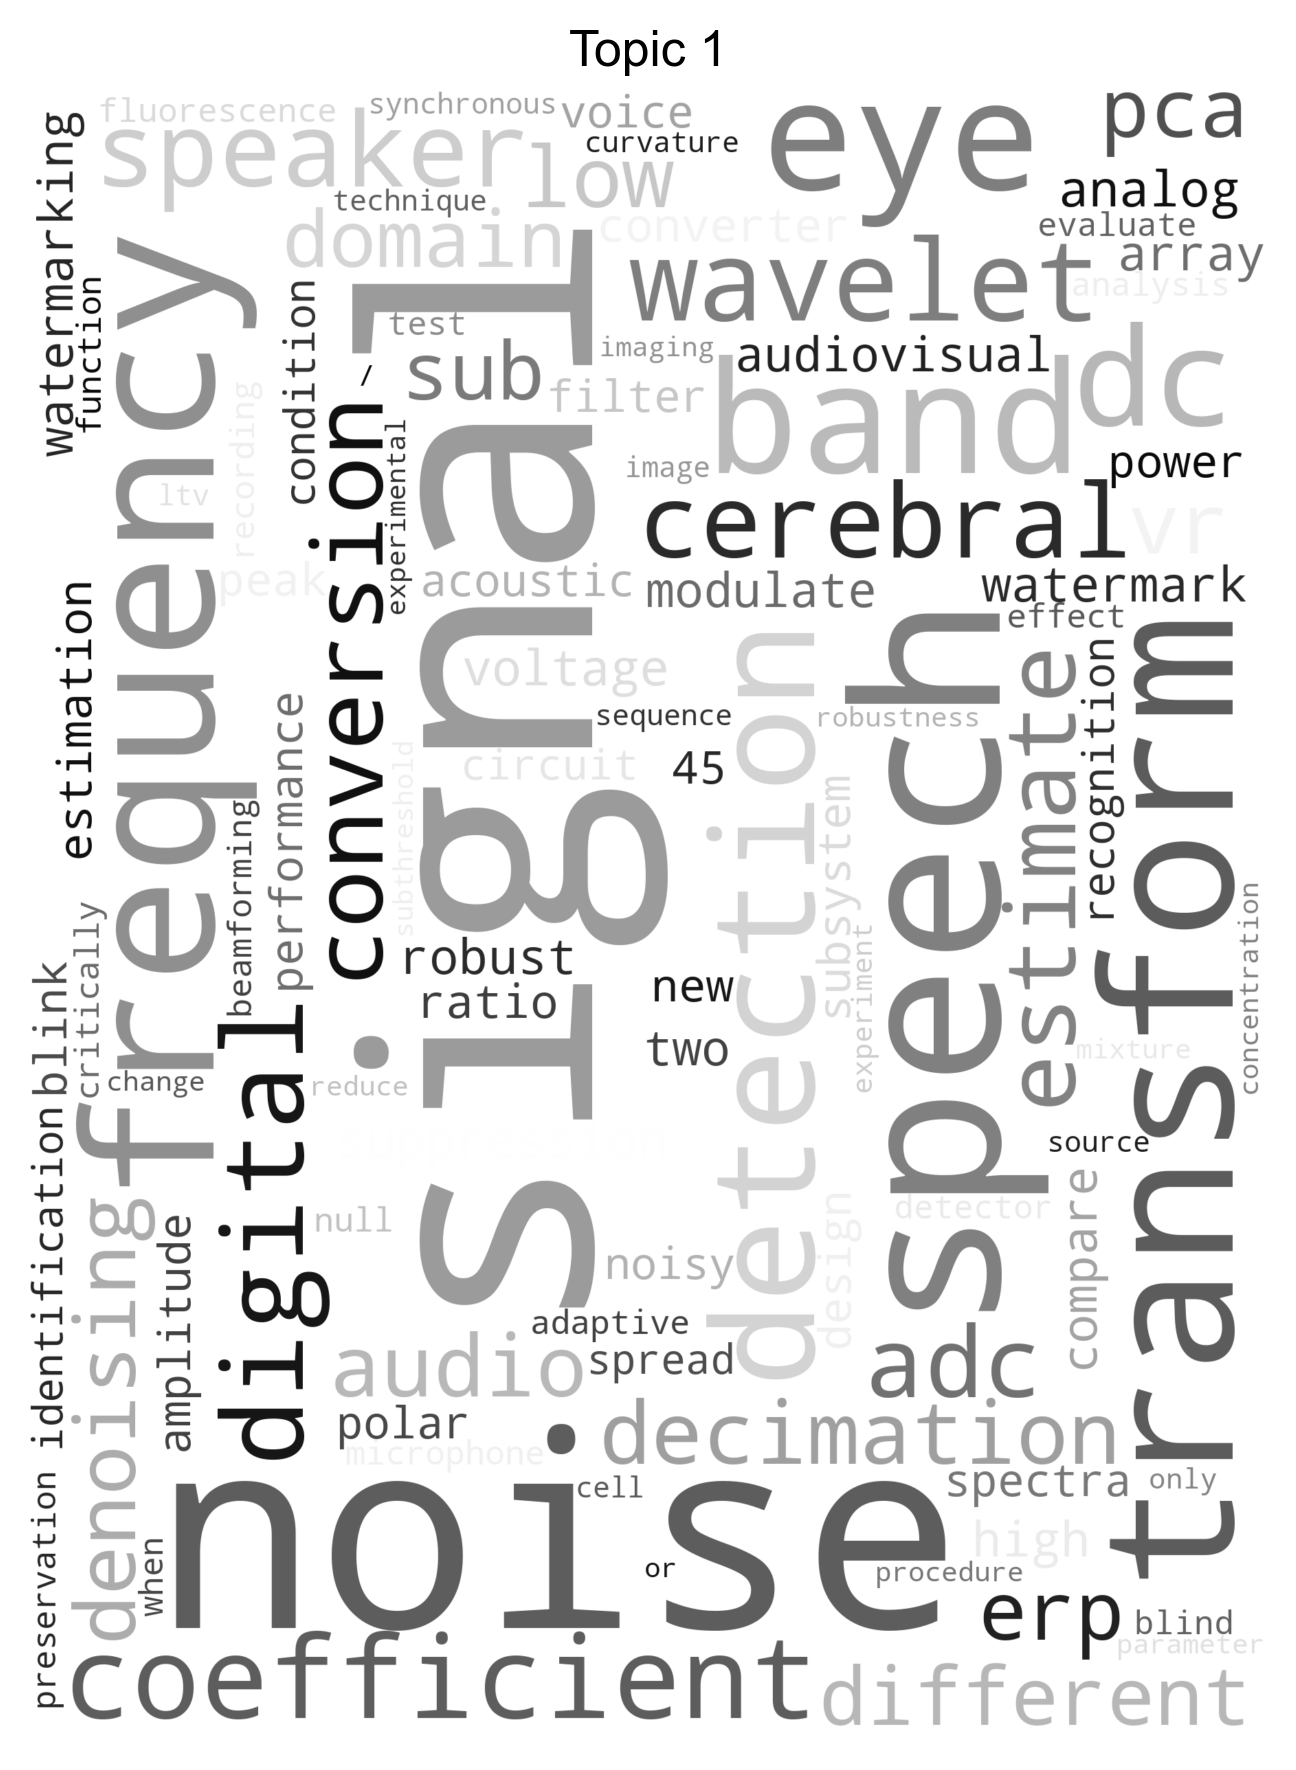 Topic 1
fluorescence
synchronous
voice
speaker
low
curvature
eye
pca
technique
analog
watermarking
domain
converter
evaluate
array
wavelet
analysis
function
frequency
condition
test
signal
/
sub
imaging
audiovisual
dc
recording
filter
band
ltv
conversion
experimental
image
power
cerebral
vr
peak
acoustic
modulate
watermark
effect
estimation
voltage
speech
transform
sequence
robustness
detection
estimate
recognition
performance
subthreshold
circuit
45
subsystem
beamforming
critically
robust
ratio
new
experiment
concentration
blink
two
mixture
change
reduce
digital
source
identification
denoising
null
detector
compare
amplitude
noisy
design
adaptive
audio
spread
adc
polar
decimation
microphone
noise
cell
spectra
only
preservation
when
high
or
procedure
erp
blind
parameter
coefficient
different